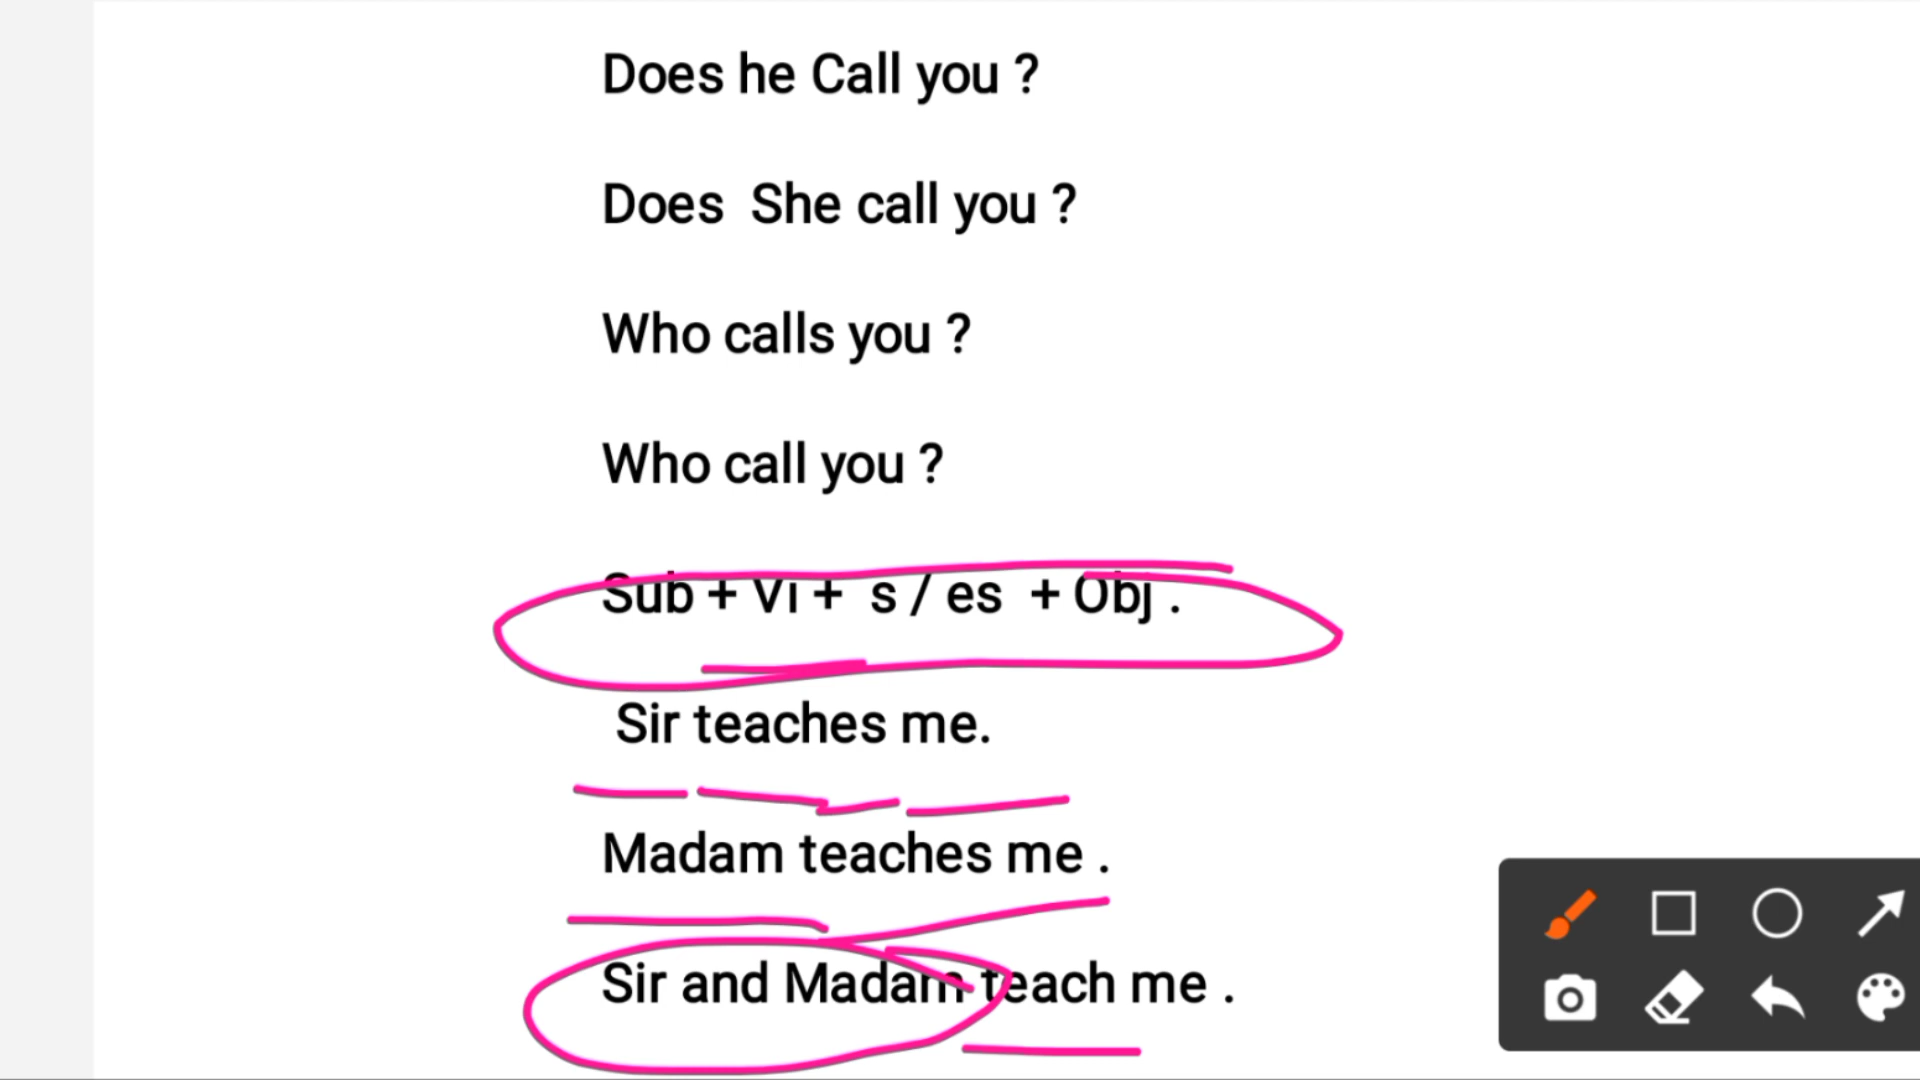 Does he Call you ?
Does She call you ?
Who calls you ?
Who call you ?
Sub + Vi + s / es + Obj .
Sir teaches me.
Madam teaches me .
Sir and Madam teach me .